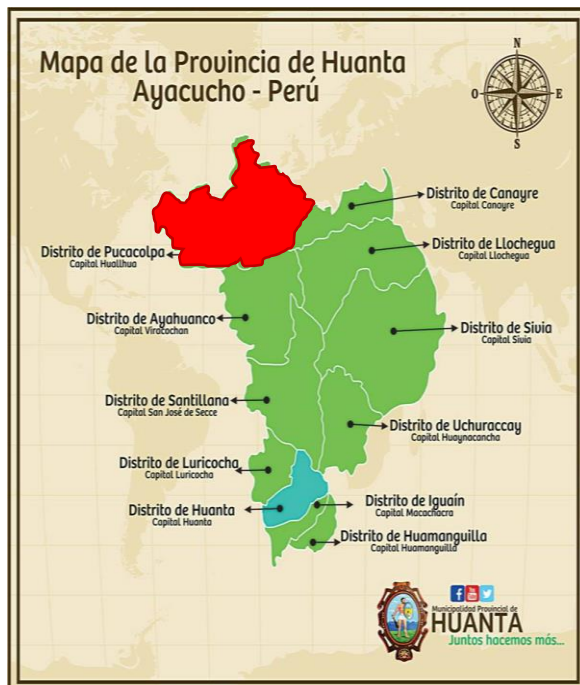 Mapa de la Provincia de Huanta
Ayacucho - Perú
N
O
E
S
Distrito de Canayre
Capital Canayre
Distrito de Pucacolpa
Capital Huallhua
Distrito de Llochegua
Capital Llochegua
Distrito de Ayahuanco
Capital Virocochan
Distrito de Sivia
Capital Sivia
Distrito de Santillana
Capital San José de Secce
Distrito de Uchuraccay
Capital Huaynacancha
Distrito de Luricocha
Capital Luricocha
Distrito de Huanta
Capital Huanta
Distrito de Iguaín
Capital Macachacra
Distrito de Huamanguilla
Capital Huamanguilla
Municipalidad Provincial de
HUANTA
Juntos hacemos más...